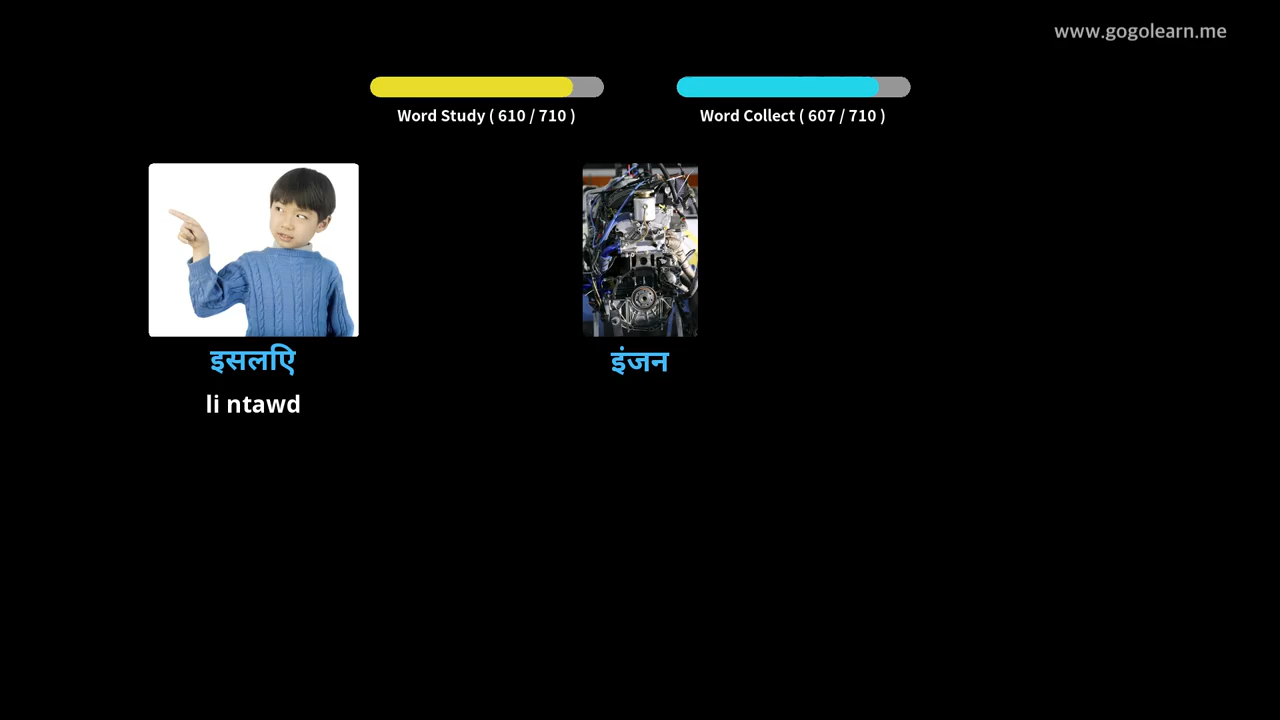 www.gogolearn.me
Word Study ( 610 / 710 )
Word Collect ( 607 / 710 )
इसलिए
इंजन
li ntawd